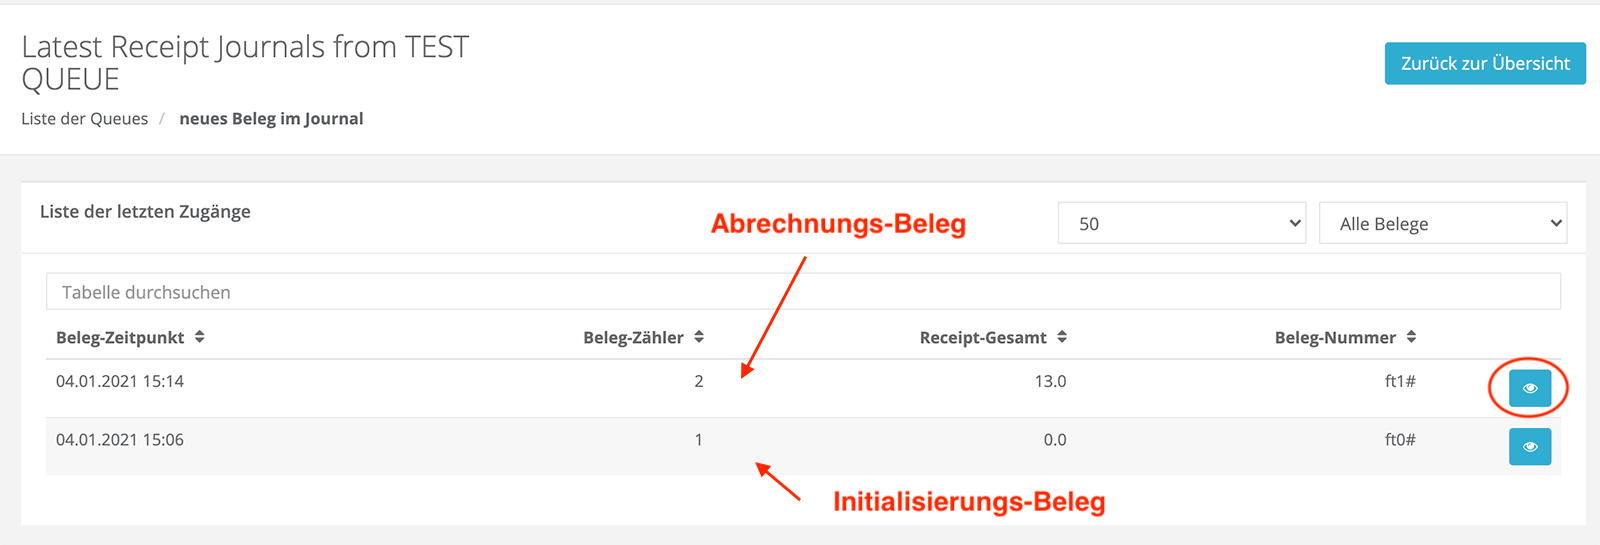 Latest Receipt Journals from TEST
QUEUE
Zurück zur Übersicht
Liste der Queues / neues Beleg im Journal
Liste der letzten Zugänge
Abrechnungs-Beleg
50
Alle Belege
Tabelle durchsuchen
Beleg-Zeitpunkt Beleg-Zähler Receipt-Gesamt Beleg-Nummer
04.01.2021 15:14 2 13.0 ft1#
04.01.2021 15:06 1 0.0 ft0#
Initialisierungs-Beleg